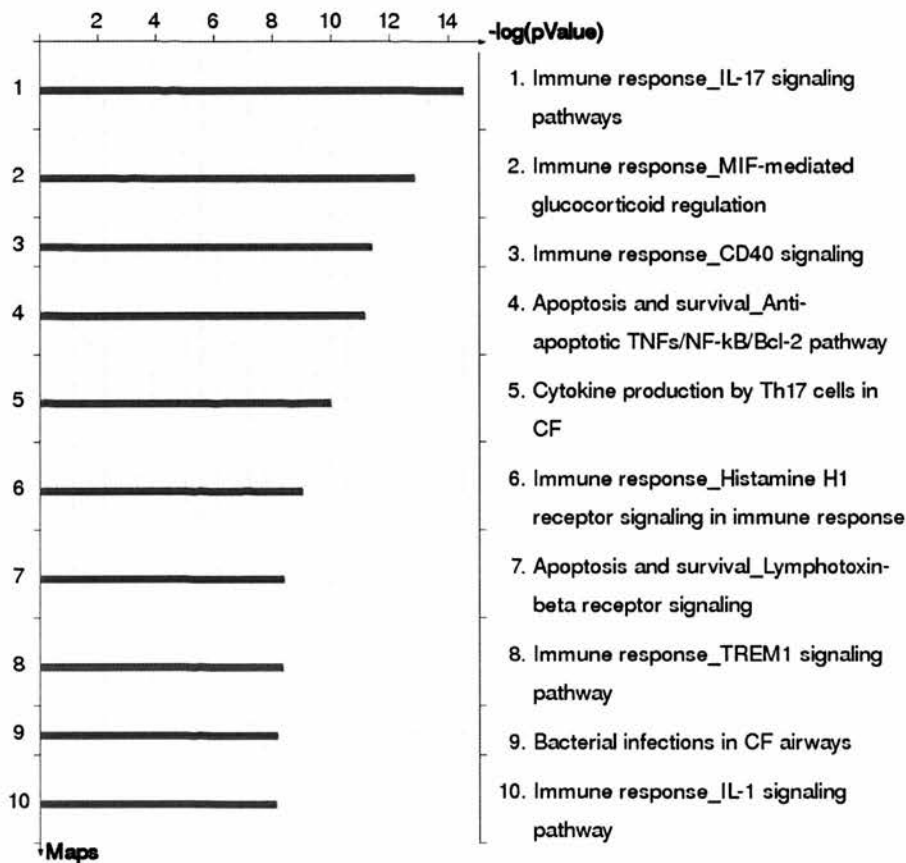 2 4 6 8 10 12 14
-log(pValue)
1
1. Immune response_IL-17 signaling
pathways
2
2. Immune response_MIF-mediated
glucocorticoid regulation
3
3. Immune response_CD40 signaling
4
4. Apoptosis and survival_Anti-
apoptotic TNFs/NF-kB/Bcl-2 pathway
5
5. Cytokine production by Th17 cells in
CF
6
6. Immune response_Histamine H1
receptor signaling in immune response
7
7. Apoptosis and survival_Lymphotoxin-
beta receptor signaling
8
8. Immune response_TREM1 signaling
pathway
9
9. Bacterial infections in CF airways
10
10. Immune response_IL-1 signaling
pathway
Maps